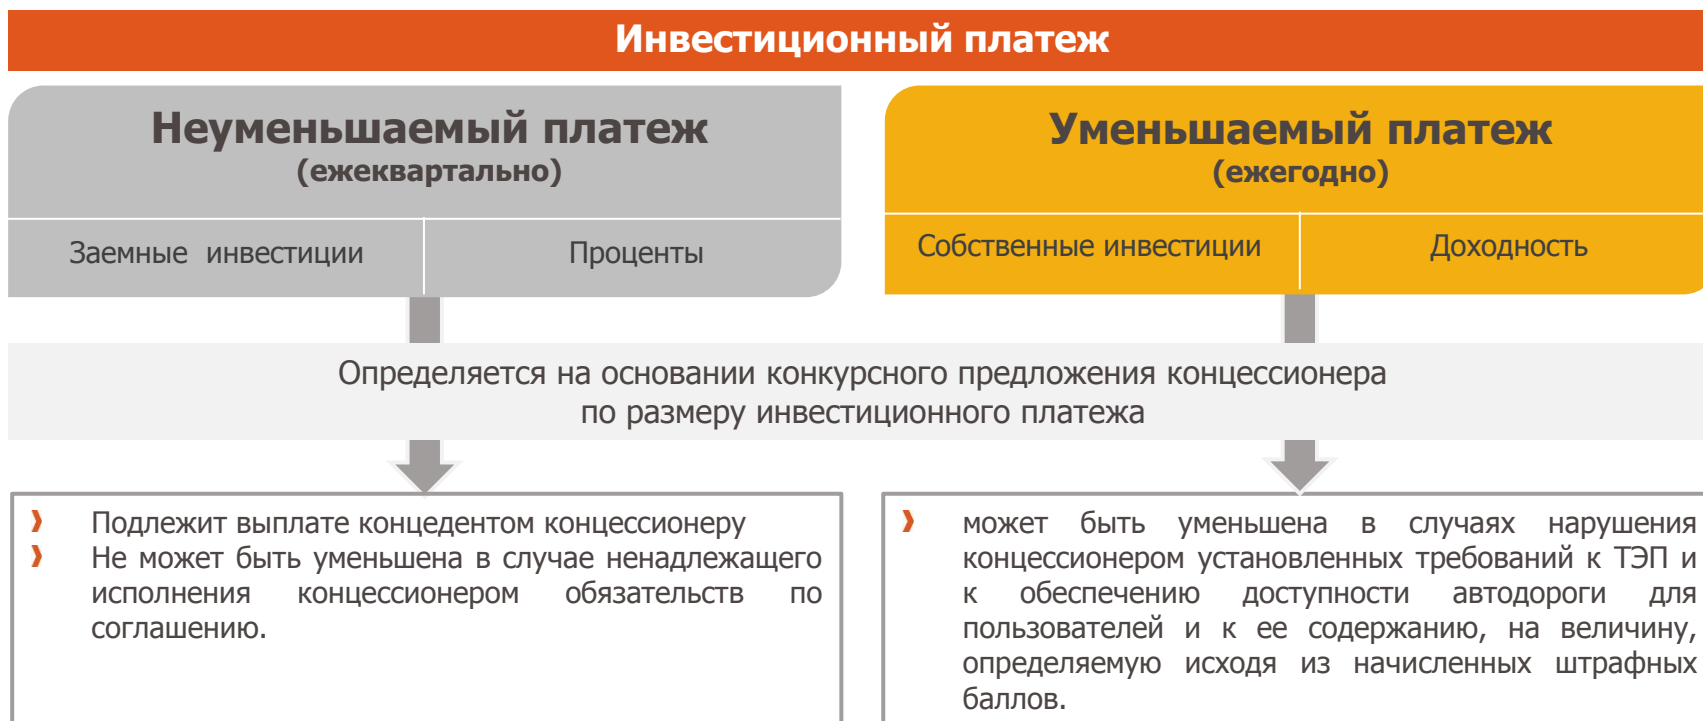 Инвестиционный платеж
Неуменьшаемый платеж
(ежеквартально)
Заемные инвестиции
Проценты
Уменьшаемый платеж
(ежегодно)
Собственные инвестиции
Доходность
Определяется на основании конкурсного предложения концессионера
по размеру инвестиционного платежа
Подлежит выплате концедентом концессионеру
Не может быть уменьшена в случае ненадлежащего
исполнения концессионером обязательств по
соглашению.
может быть уменьшена в случаях нарушения
концессионером установленных требований к ТЭП и
к обеспечению доступности автодороги для
пользователей и к ее содержанию, на величину,
определяемую исходя из начисленных штрафных
баллов.